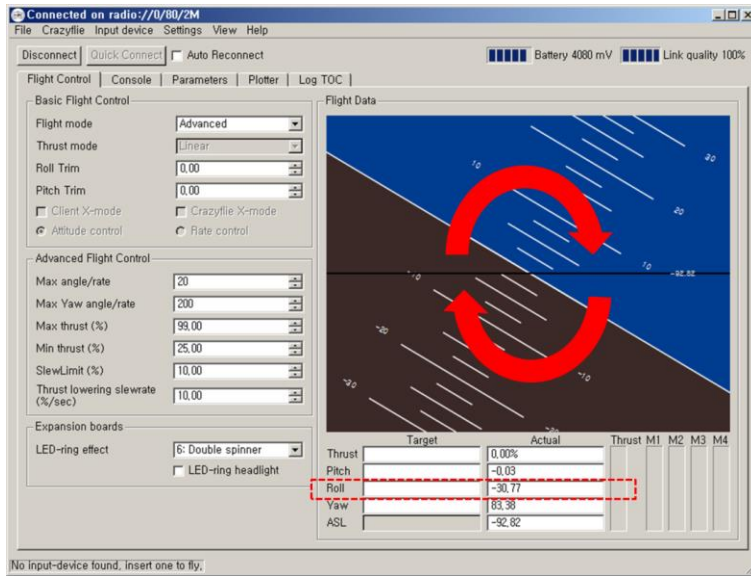 Connected on radio://0/80/2M
File Crazyflie Input device Settings View Help
Disconnect Quick Connect Auto Reconnect Battery 4080 mV Link quality 100%
Flight Control Console Parameters Plotter Log TOC
Basic Flight Control
Flight mode Advanced
Thrust mode Linear
Roll Trim 0,00
Pitch Trim 0,00
Client X-mode Crazyflie X-mode
Attitude control Rate control
Advanced Flight Control
Max angle/rate 20
Max Yaw angle/rate 200
Max thrust (%) 99,00
Min thrust (%) 25,00
SlewLimit (%) 10,00
Thrust lowering slewrate
(%/sec) 10,00
Expansion boards
LED-ring effect 6: Double spinner
LED-ring headlight
Flight Data
30
10
20
10
-10
-92.82
-20
-10
-30
Target Actual Thrust M1 M2 M3 M4
Thrust 0,00%
Pitch -0,03
Roll -30,77
Yaw 83,38
ASL -92,82
No input-device found, insert one to fly,